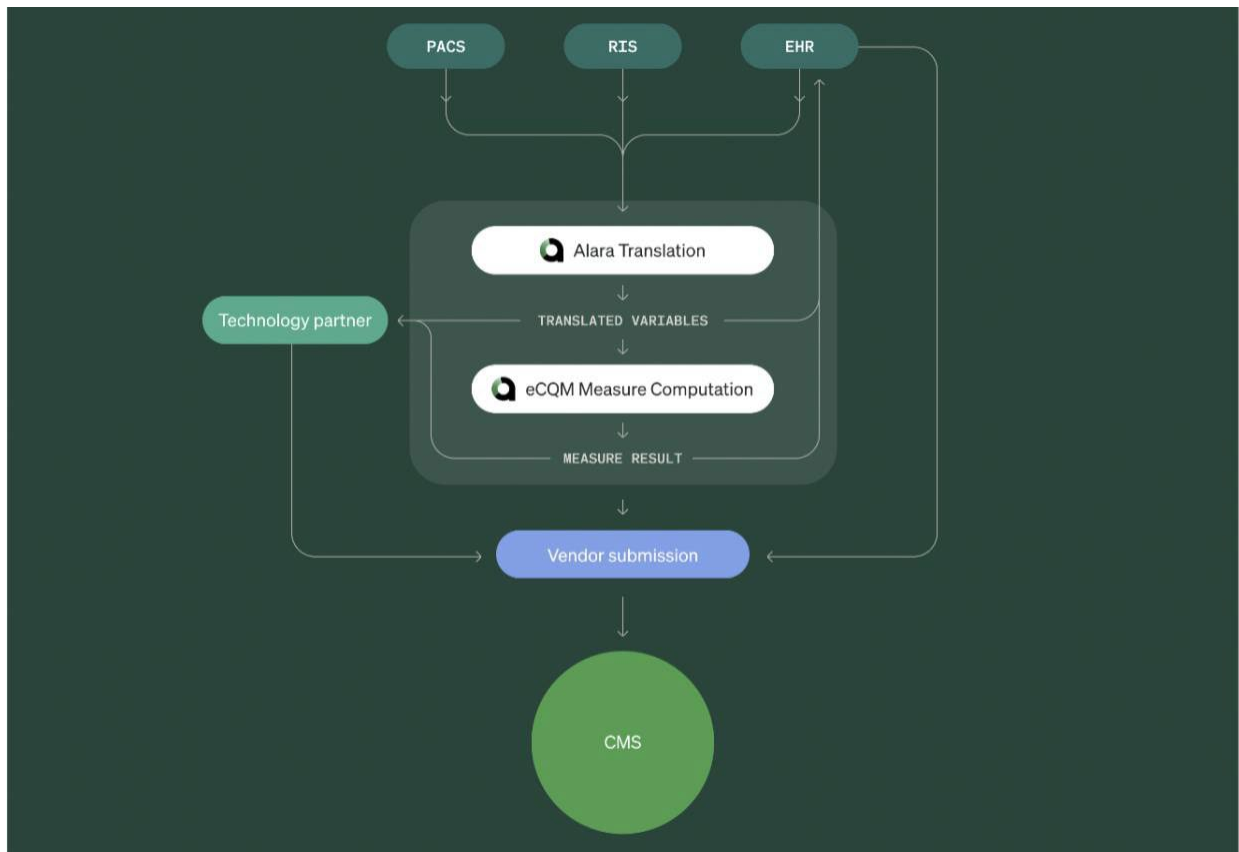 PACS
RIS
EHR
Alara Translation
Technology partner
TRANSLATED VARIABLES
eCQM Measure Computation
MEASURE RESULT
Vendor submission
CMS